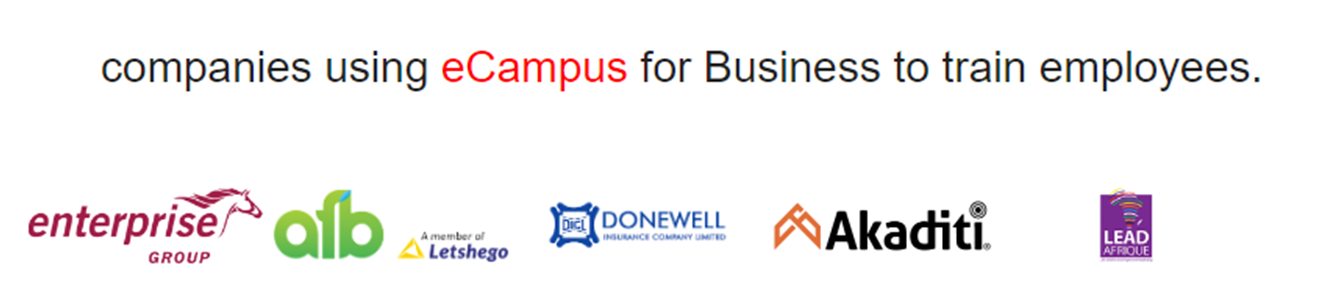 companies using eCampus for Business to train employees.
enterprise
GROUP
afb
A member of
Letshego
DICL
DONEWELL
INSURANCE COMPANY LIMITED
Akaditi
LEAD
AFRIQUE